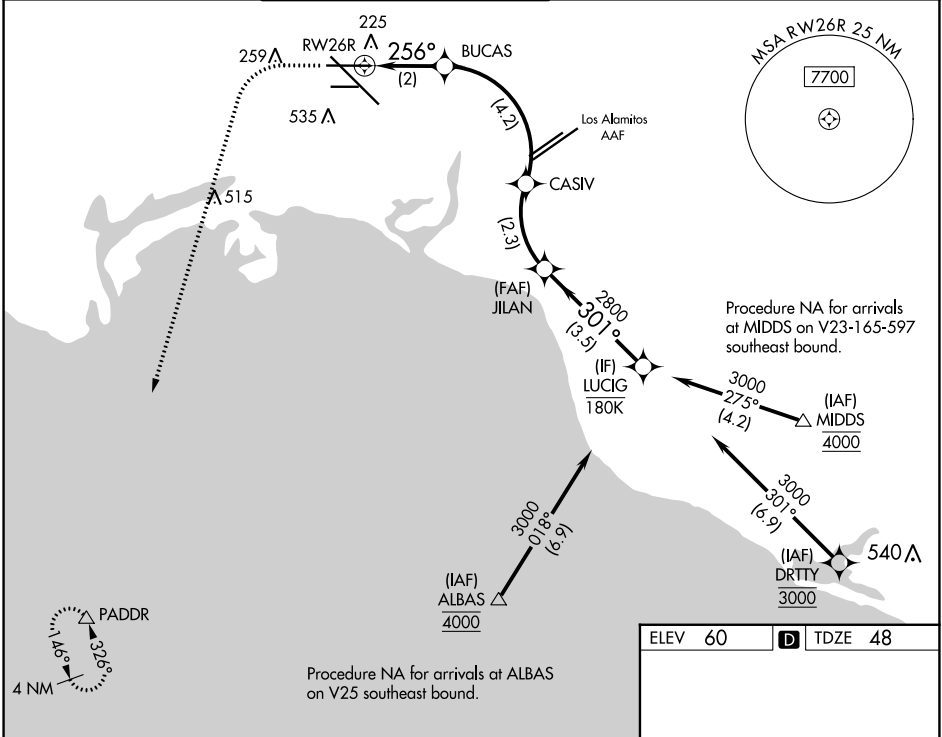 225
259
RW26R
256°
(2)
BUCAS
MSA RW26R 25 NM
7700
535
(4.2)
Los Alamitos
AAF
515
CASIV
(2.3)
(FAF)
JILAN
2800
301°
(3.5)
(IF)
LUCIG
180K
Procedure NA for arrivals
at MIDDS on V23-165-597
southeast bound.
3000
275°
(4.2)
(IAF)
MIDDS
4000
3000
301°
(6.9)
(IAF)
DRTTY
3000
540
3000
018°
(6.9)
(IAF)
ALBAS
4000
PADDR
146°
326°
4 NM
Procedure NA for arrivals at ALBAS
on V25 southeast bound.
ELEV 60 D TDZE 48